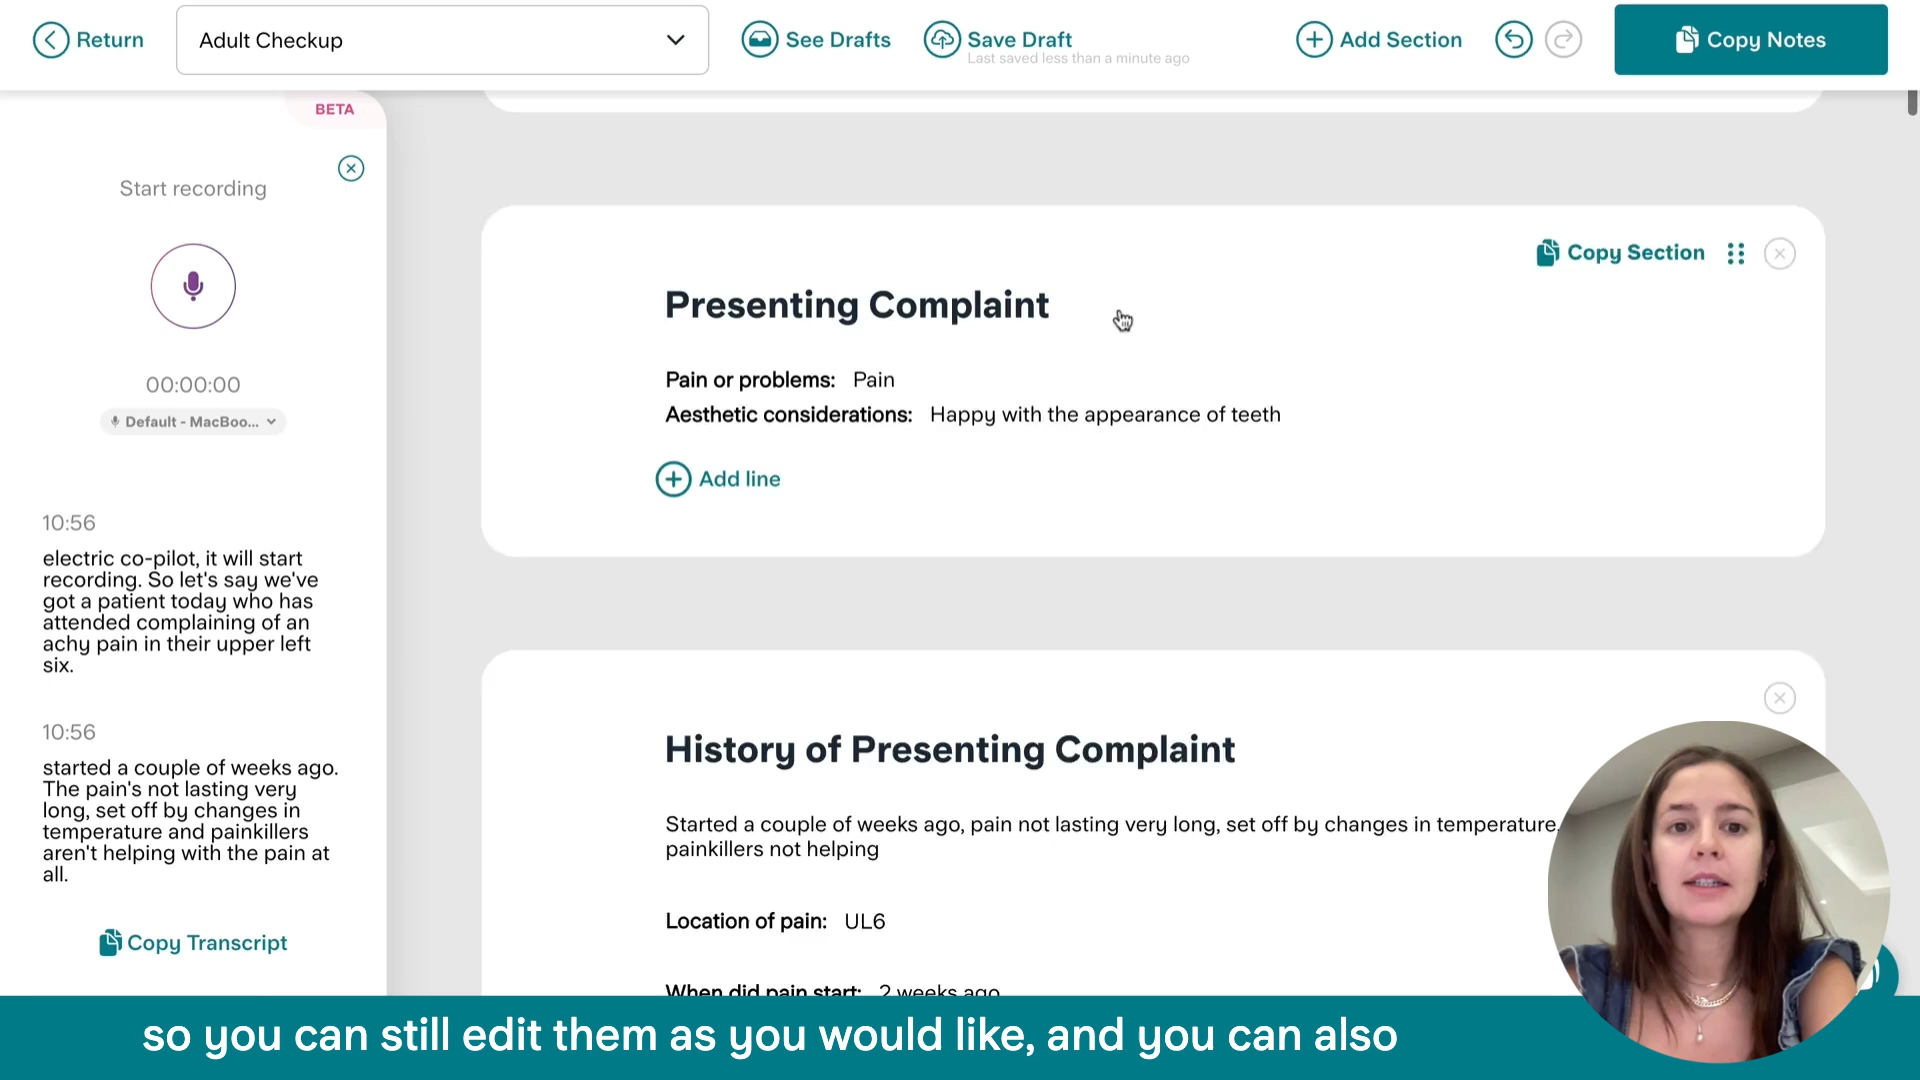 Return
Adult Checkup
See Drafts
Save Draft
Last saved less than a minute ago
Add Section
Copy Notes
BETA
Start recording
00:00:00
Default - MacBoo...
10:56
electric co-pilot, it will start
recording. So let's say we've
got a patient today who has
attended complaining of an
achy pain in their upper left
six.
10:56
started a couple of weeks ago.
The pain's not lasting very
long, set off by changes in
temperature and painkillers
aren't helping with the pain at
all.
Copy Transcript
Copy Section
Presenting Complaint
Pain or problems: Pain
Aesthetic considerations: Happy with the appearance of teeth
Add line
History of Presenting Complaint
Started a couple of weeks ago, pain not lasting very long, set off by changes in temperature.
painkillers not helping
Location of pain: UL6
When did pain start: 2 weeks ago
so you can still edit them as you would like, and you can also